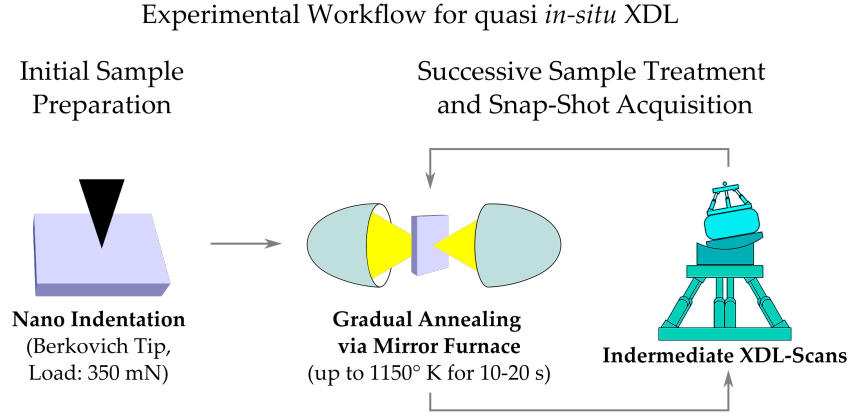 Experimental Workflow for quasi in-situ XDL
Initial Sample
Preparation
Successive Sample Treatment
and Snap-Shot Acquisition
Nano Indentation
(Berkovich Tip,
Load: 350 mN)
Gradual Annealing
via Mirror Furnace
(up to 1150° K for 10-20 s)
Indermediate XDL-Scans